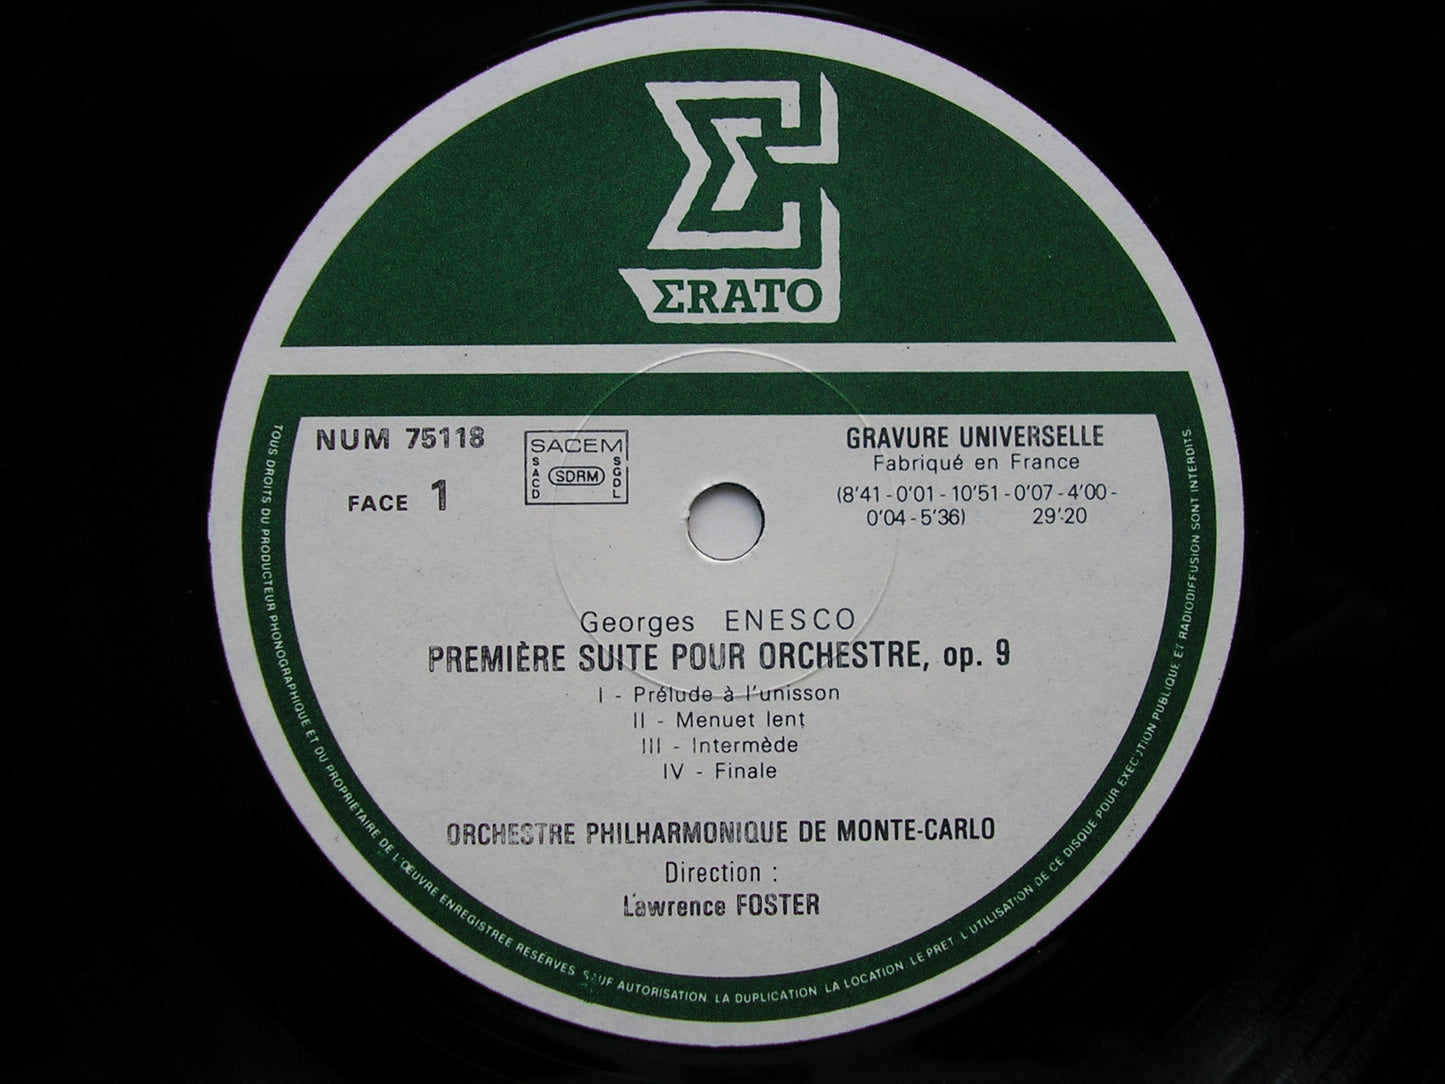 ΣRATO
NUM 75118
FACE 1
SACEM
SACD
SDRM
SGDL
GRAVURE UNIVERSELLE
Fabriqué en France
(8'41 - 0'01 - 10'51 - 0'07 - 4'00 -
0'04 - 5'36) 29'20
Georges ENESCO
PREMIÈRE SUITE POUR ORCHESTRE, op. 9
I - Prélude à l'unisson
II - Menuet lent
III - Intermède
IV - Finale
ORCHESTRE PHILHARMONIQUE DE MONTE-CARLO
Direction :
Lawrence FOSTER
TOUS DROITS DU PRODUCTEUR PHONOGRAPHIQUE ET DU PROPRIETAIRE DE L'ŒUVRE ENREGISTREE RESERVES. SAUF AUTORISATION LA DUPLICATION LA LOCATION. LE PRET. L'UTILISATION DE CE DISQUE POUR EXECUTION PUBLIQUE ET RADIODIFFUSION SONT INTERDITS